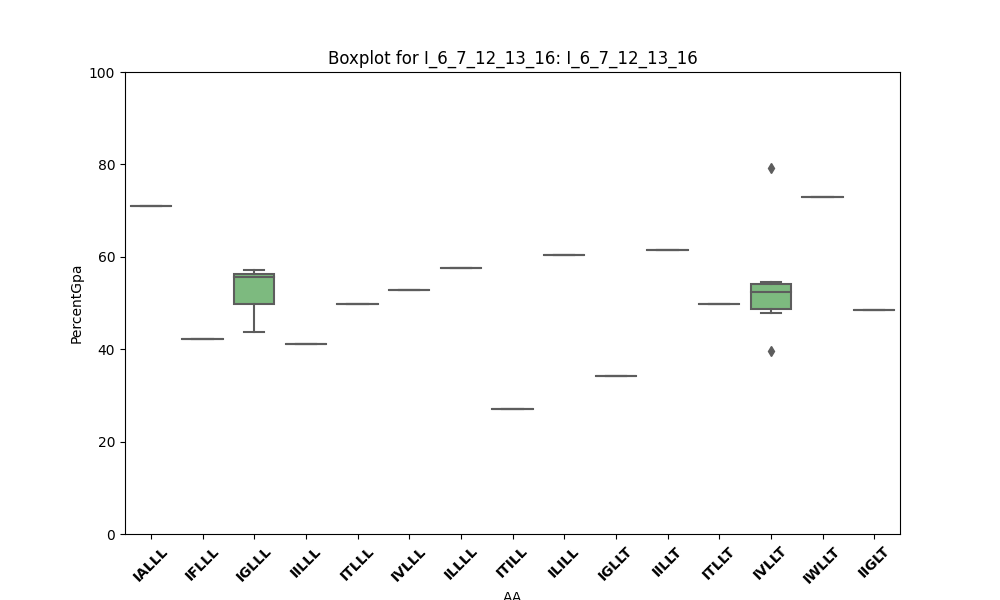 Boxplot for I_6_7_12_13_16: I_6_7_12_13_16
100
80
60
40
20
0
PercentGpa
IALLL
IFLLL
IGLLL
IILLL
ITLLL
IVLLL
ILLLL
ITILL
ILILL
IGLLT
IILLT
ITLLT
IVLLT
IWLLT
IIGLT
AA